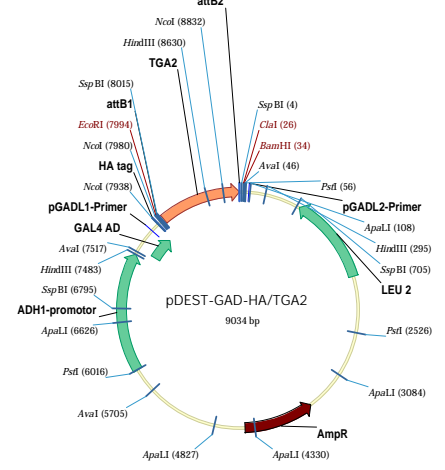 attB2
NcoI (8832)
HindIII (8630)
TGA2
SspBI (8015)
attB1
EcoRI (7994)
NcoI (7980)
HA tag
NcoI (7938)
pGADL1-Primer
GAL4 AD
AvaI (7517)
HindIII (7483)
SspBI (6795)
ADH1-promotor
ApaLI (6626)
PstI (6016)
AvaI (5705)
ApaLI (4827)
SspBI (4)
ClaI (26)
BamHI (34)
AvaI (46)
PstI (56)
pGADL2-Primer
ApaLI (108)
HindIII (295)
SspBI (705)
LEU 2
PstI (2526)
ApaLI (3084)
AmpR
ApaLI (4330)
pDEST-GAD-HA/TGA2
9034 bp